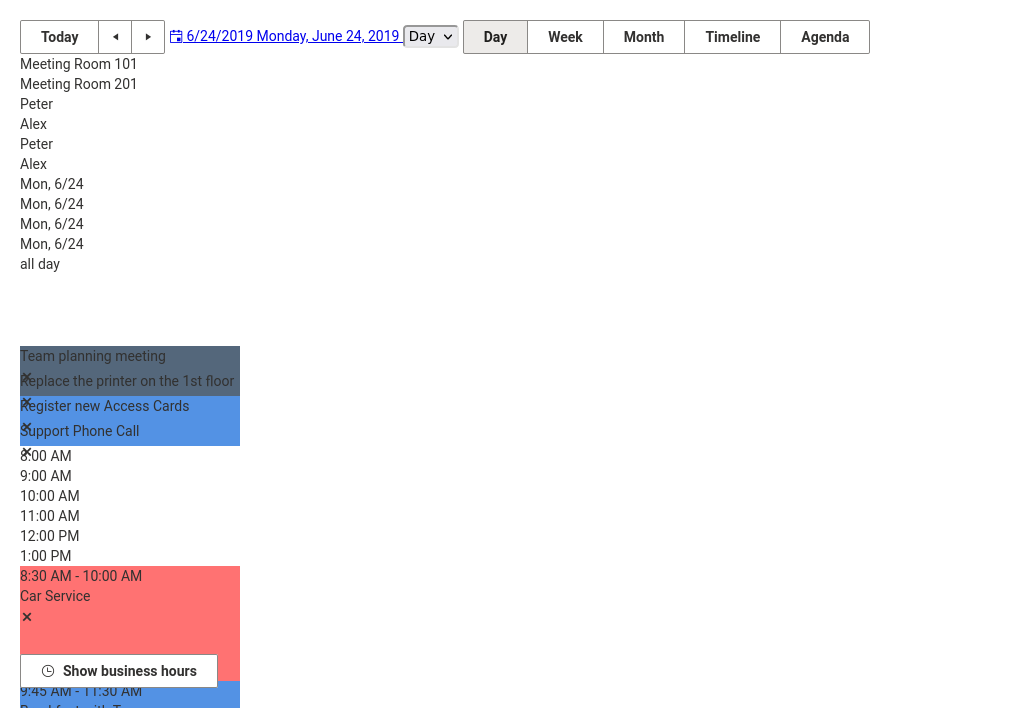 Today 6/24/2019 Monday, June 24, 2019 Day Day Week Month Timeline Agenda
Meeting Room 101
Meeting Room 201
Peter
Alex
Peter
Alex
Mon, 6/24
Mon, 6/24
Mon, 6/24
Mon, 6/24
all day
Team planning meeting
Replace the printer on the 1st floor
Register new Access Cards
Support Phone Call
8:00 AM
9:00 AM
10:00 AM
11:00 AM
12:00 PM
1:00 PM
8:30 AM - 10:00 AM
Car Service
Show business hours
9:45 AM - 11:30 AM